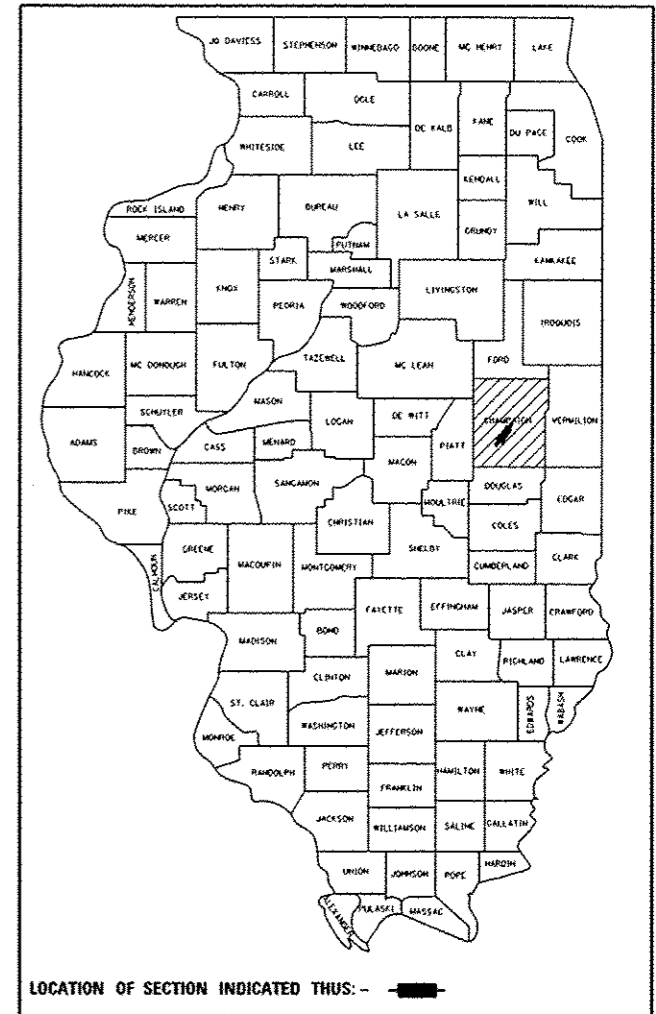 JO DAVIESS
STEPHENSON
WINNEBAGO
BOONE
MC HENRY
LAKE
CARROLL
OGLE
DE KALB
KANE
DU PAGE
COOK
WHITESIDE
LEE
KENDALL
WILL
ROCK ISLAND
HENRY
BUREAU
LA SALLE
GRUNDY
MERCER
PUTNAM
STARK
MARSHALL
KANKAKEE
HENDERSON
WARREN
KNOX
PEORIA
WOODFORD
LIVINGSTON
IROQUOIS
FORD
HANCOCK
MC DONOUGH
FULTON
TAZEWELL
MC LEAN
SCHUYLER
MASON
LOGAN
DE WITT
CHAMPAIGN
VERMILION
ADAMS
BROWN
CASS
MENARD
PIATT
MACON
MORGAN
SANGAMON
DOUGLAS
PIKE
SCOTT
CHRISTIAN
MOULTRIE
EDGAR
COLES
CALHOUN
GREENE
MACOUPIN
MONTGOMERY
SHELBY
CUMBERLAND
CLARK
JERSEY
FAYETTE
EFFINGHAM
JASPER
CRAWFORD
MADISON
BOND
CLAY
RICHLAND
LAWRENCE
CLINTON
MARION
ST. CLAIR
WAYNE
EDWARDS
WABASH
WASHINGTON
JEFFERSON
MONROE
RANDOLPH
PERRY
HAMILTON
WHITE
FRANKLIN
JACKSON
WILLIAMSON
SALINE
GALLATIN
UNION
JOHNSON
POPE
HARDIN
ALEXANDER
PULASKI
MASSAC
LOCATION OF SECTION INDICATED THUS: -